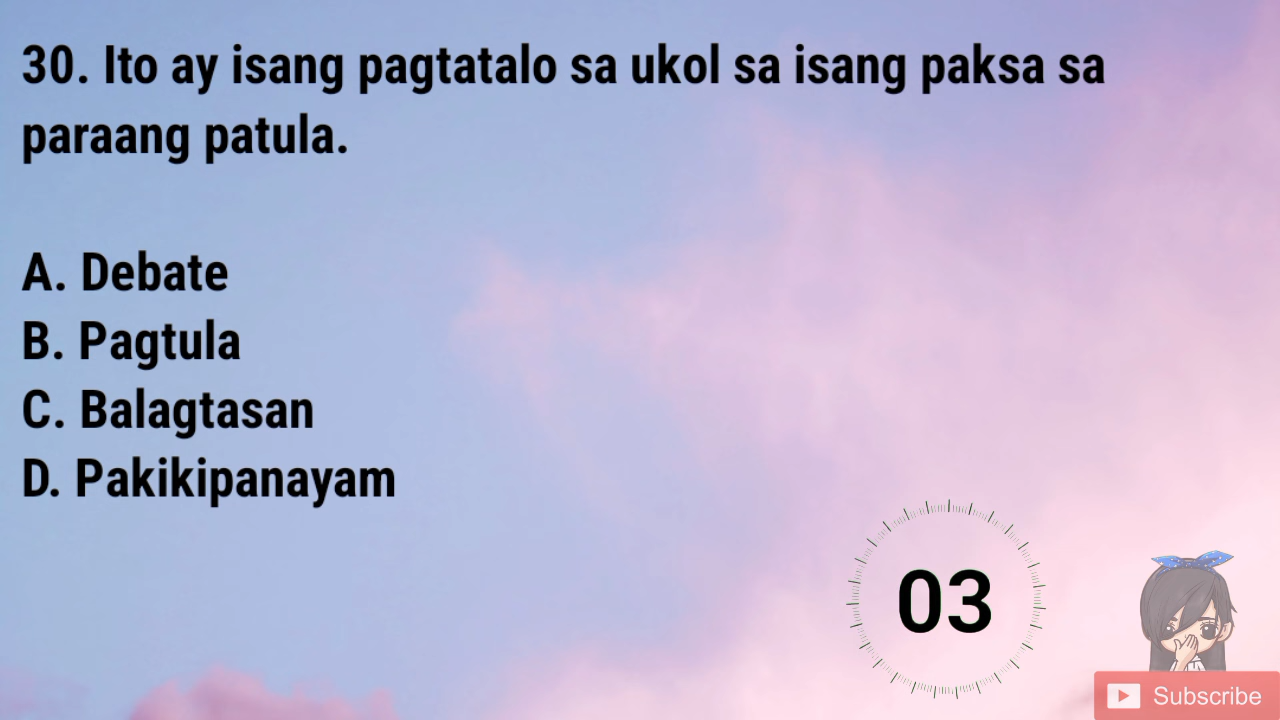 30. Ito ay isang pagtatalo sa ukol sa isang paksa sa
paraang patula.
A. Debate
B. Pagtula
C. Balagtasan
D. Pakikipanayam
03
Subscribe